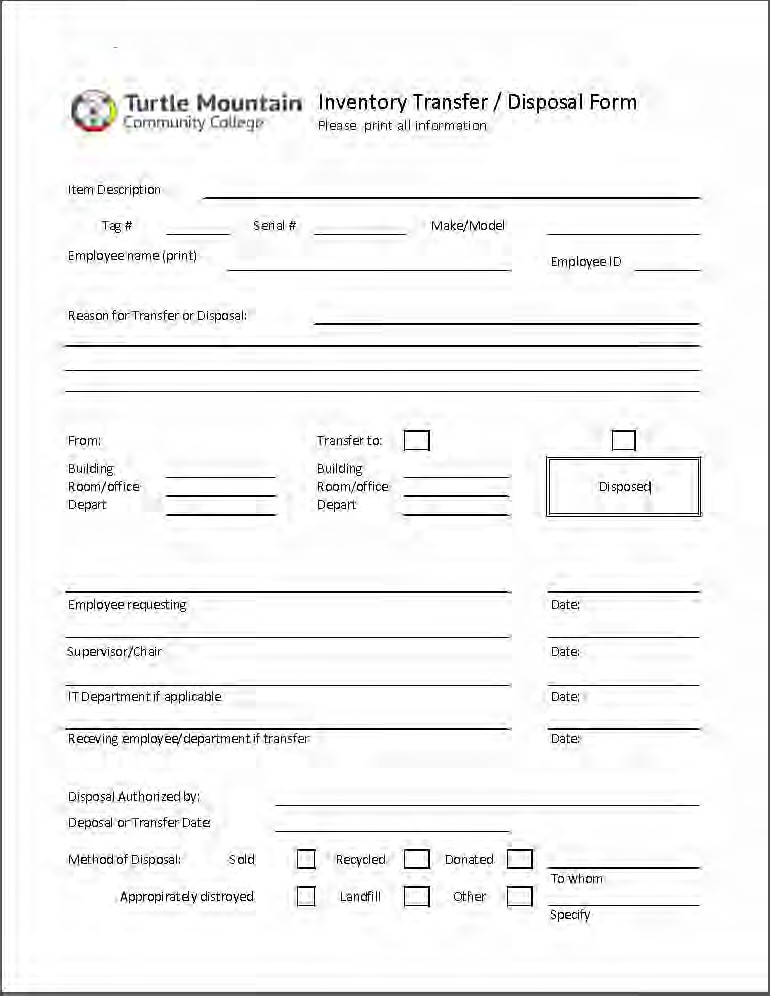 Turtle Mountain Inventory Transfer / Disposal Form
Community College Please print all information
Item Description
Tag # Serial # Make/Model
Employee name (print) Employee ID
Reason for Transfer or Disposal:
From: Transfer to:
Building Building
Room/office Room/office Disposed
Depart Depart
Employee requesting Date:
Supervisor/Chair Date:
IT Department if applicable Date:
Receving employee/department if transfer Date:
Disposal Authorized by:
Deposal or Transfer Date:
Method of Disposal: Sold Recycled Donated
To whom
Appropirately distroyed Landfill Other
Specify